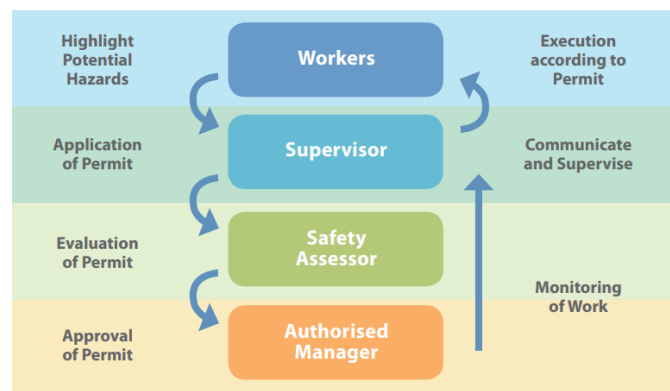 Highlight
Potential
Hazards
Workers
Execution
according to
Permit
Application
of Permit
Supervisor
Communicate
and Supervise
Evaluation
of Permit
Safety
Assessor
Monitoring
of Work
Approval
of Permit
Authorised
Manager